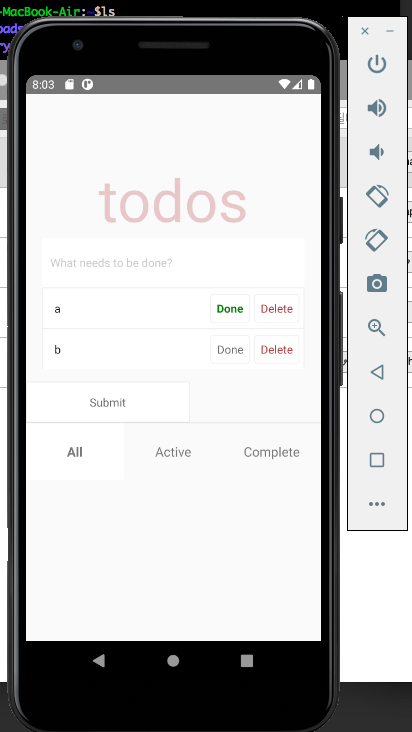 -MacBook-Air:~$ls
8:03
todos
What needs to be done?
a Done Delete
b Done Delete
Submit
All Active Complete